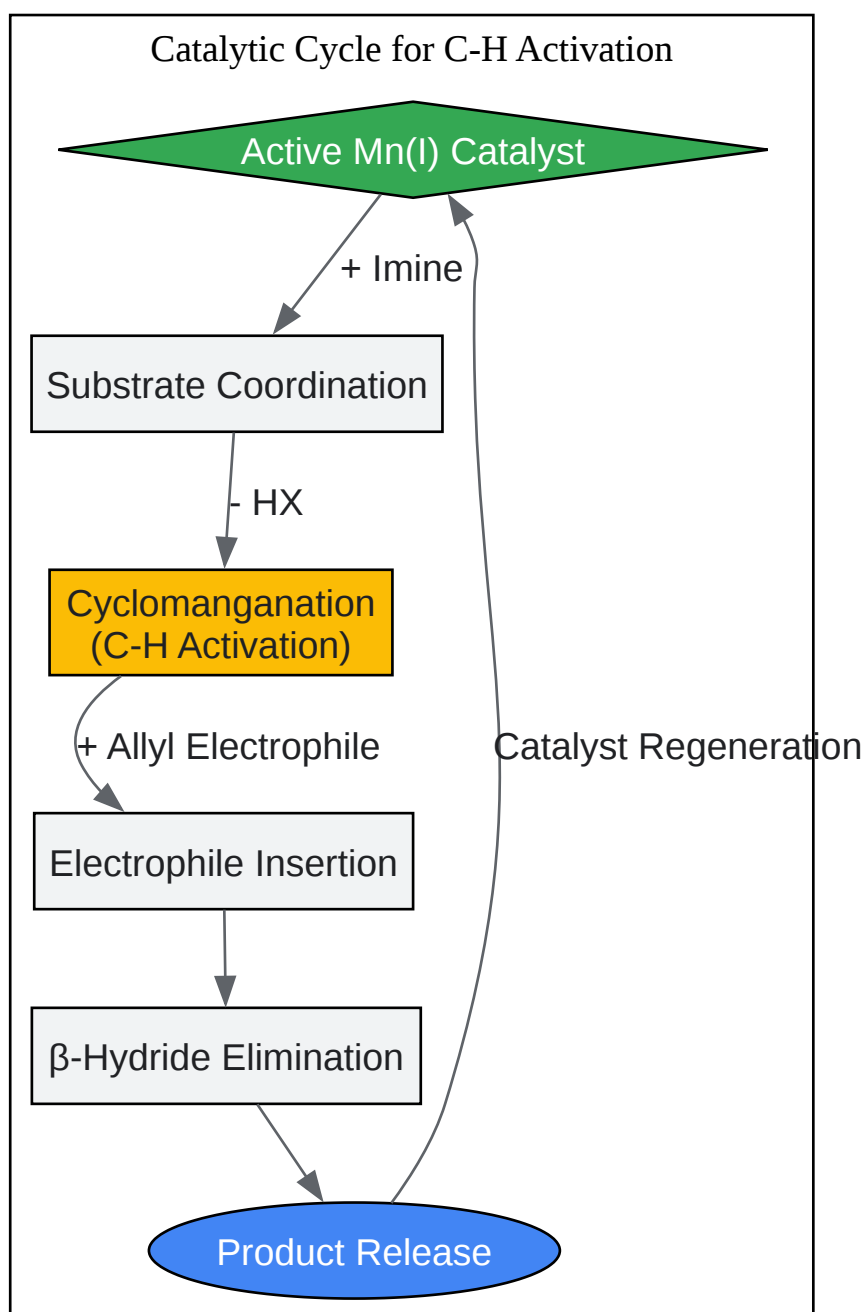 Catalytic Cycle for C-H Activation
Active Mn(I) Catalyst
+ Imine
Substrate Coordination
- HX
Cyclomanganation
(C-H Activation)
+ Allyl Electrophile
Catalyst Regeneration
Electrophile Insertion
β-Hydride Elimination
Product Release